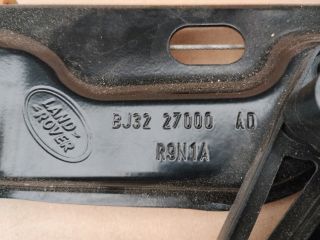 LAND-
ROVER
BJ32 27000 AD
R9N1A